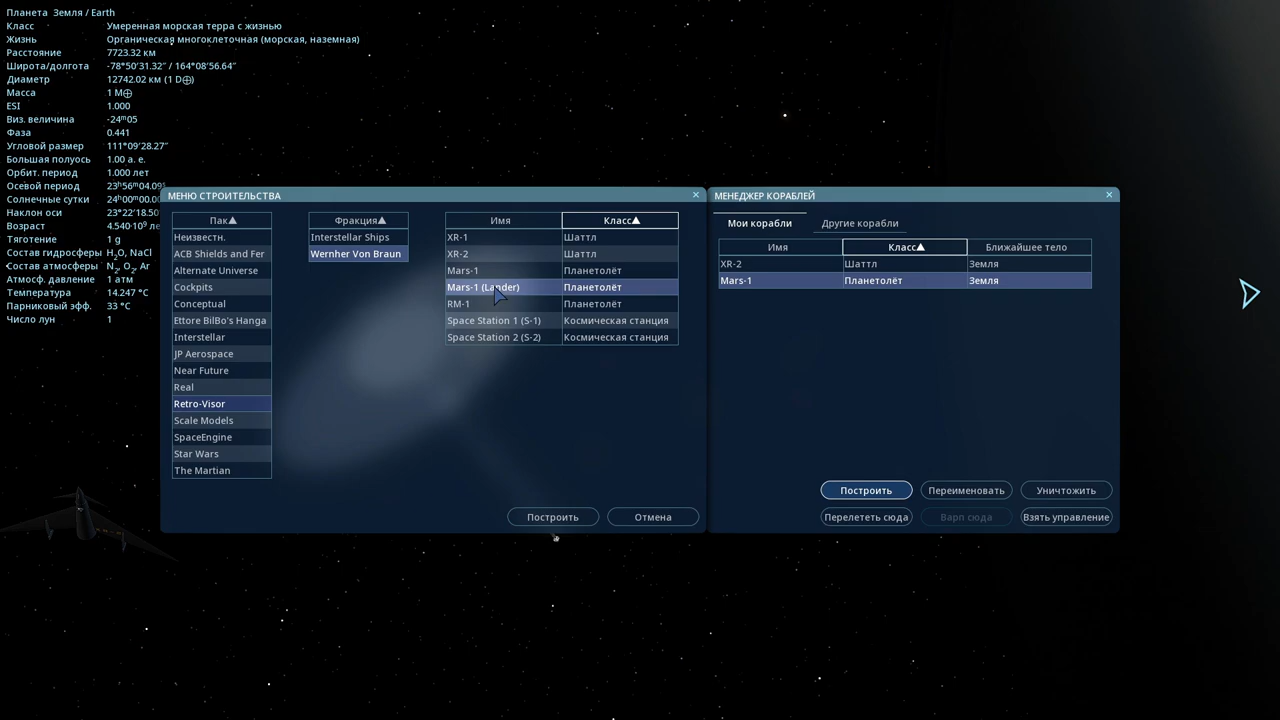 Планета Земля / Earth
Класс Умеренная морская терра с жизнью
Жизнь Органическая многоклеточная (морская, наземная)
Расстояние 7723.32 км
Широта/долгота -78°50'31.32" / 164°08'56.64"
Диаметр 12742.02 км (1 D⊕)
Масса 1 M⊕
ESI 1.000
Виз. величина -24ᵐ05
Фаза 0.441
Угловой размер 111°09'28.27"
Большая полуось 1.00 а. е.
Орбит. период 1.000 лет
Осевой период 23ʰ56ᵐ04.09ˢ
Солнечные сутки 24ʰ00ᵐ00.00
Наклон оси 23°22'18.50
Возраст 4.540·10⁹ ле
Тяготение 1 g
Состав гидросферы H₂O, NaCl
Состав атмосферы N₂, O₂, Ar
Атмосф. давление 1 атм
Температура 14.247 °C
Парниковый эфф. 33 °C
Число лун 1
МЕНЮ СТРОИТЕЛЬСТВА
Пак▲ Фракция▲ Имя Класс▲
Неизвестн. Interstellar Ships XR-1 Шаттл
ACB Shields and Fer Wernher Von Braun XR-2 Шаттл
Alternate Universe Mars-1 Планетолёт
Cockpits Mars-1 (Lander) Планетолёт
Conceptual RM-1 Планетолёт
Ettore BilBo's Hanga Space Station 1 (S-1) Космическая станция
Interstellar Space Station 2 (S-2) Космическая станция
JP Aerospace
Near Future
Real
Retro-Visor
Scale Models
SpaceEngine
Star Wars
The Martian
Построить Отмена
МЕНЕДЖЕР КОРАБЛЕЙ
Мои корабли Другие корабли
Имя Класс▲ Ближайшее тело
XR-2 Шаттл Земля
Mars-1 Планетолёт Земля
Построить Переименовать Уничтожить
Перелететь сюда Варп сюда Взять управление